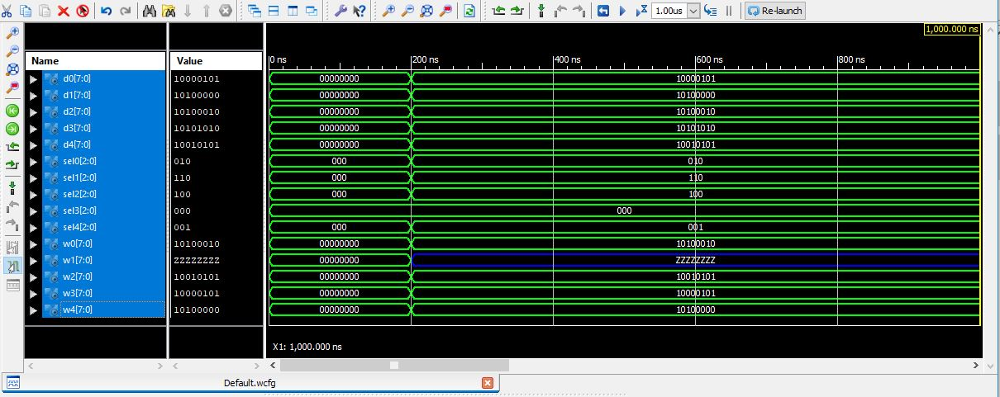 1.00us Re-launch
1,000.000 ns
Name Value 0 ns 200 ns 400 ns 600 ns 800 ns
d0[7:0] 10000101 00000000 10000101
d1[7:0] 10100000 00000000 10100000
d2[7:0] 10100010 00000000 10100010
d3[7:0] 10101010 00000000 10101010
d4[7:0] 10010101 00000000 10010101
sel0[2:0] 010 000 010
sel1[2:0] 110 000 110
sel2[2:0] 100 000 100
sel3[2:0] 000 000
sel4[2:0] 001 000 001
w0[7:0] 10100010 00000000 10100010
w1[7:0] ZZZZZZZZ 00000000 ZZZZZZZZ
w2[7:0] 10010101 00000000 10010101
w3[7:0] 10000101 00000000 10000101
w4[7:0] 10100000 00000000 10100000
X1: 1,000.000 ns
Default.wcfg